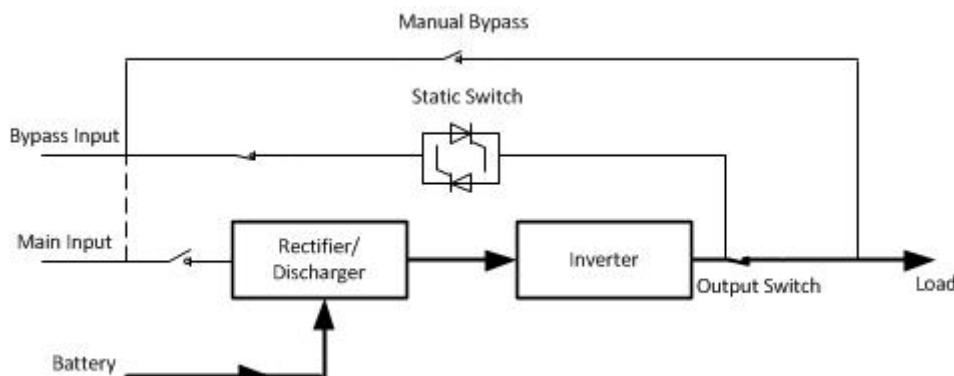 Manual Bypass
Static Switch
Bypass Input
Main Input
Rectifier/
Discharger
Inverter
Output Switch
Load
Battery